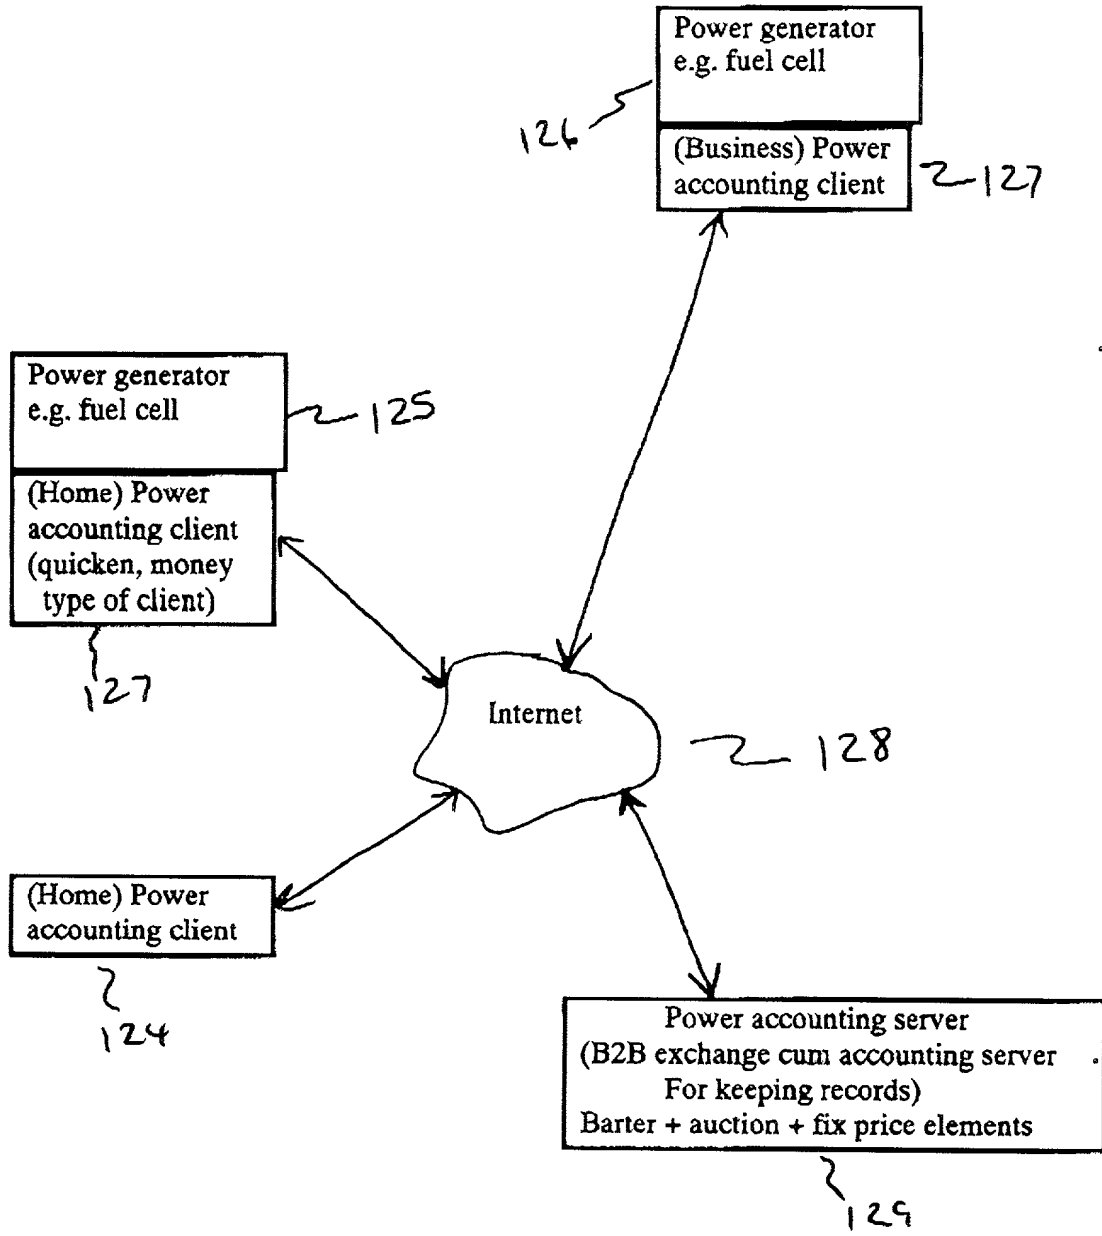 Power generator
e.g. fuel cell
126
(Business) Power
accounting client
127
Power generator
e.g. fuel cell
125
(Home) Power
accounting client
(quicken, money
type of client)
127
Internet
128
(Home) Power
accounting client
124
Power accounting server
(B2B exchange cum accounting server
For keeping records)
Barter + auction + fix price elements
129